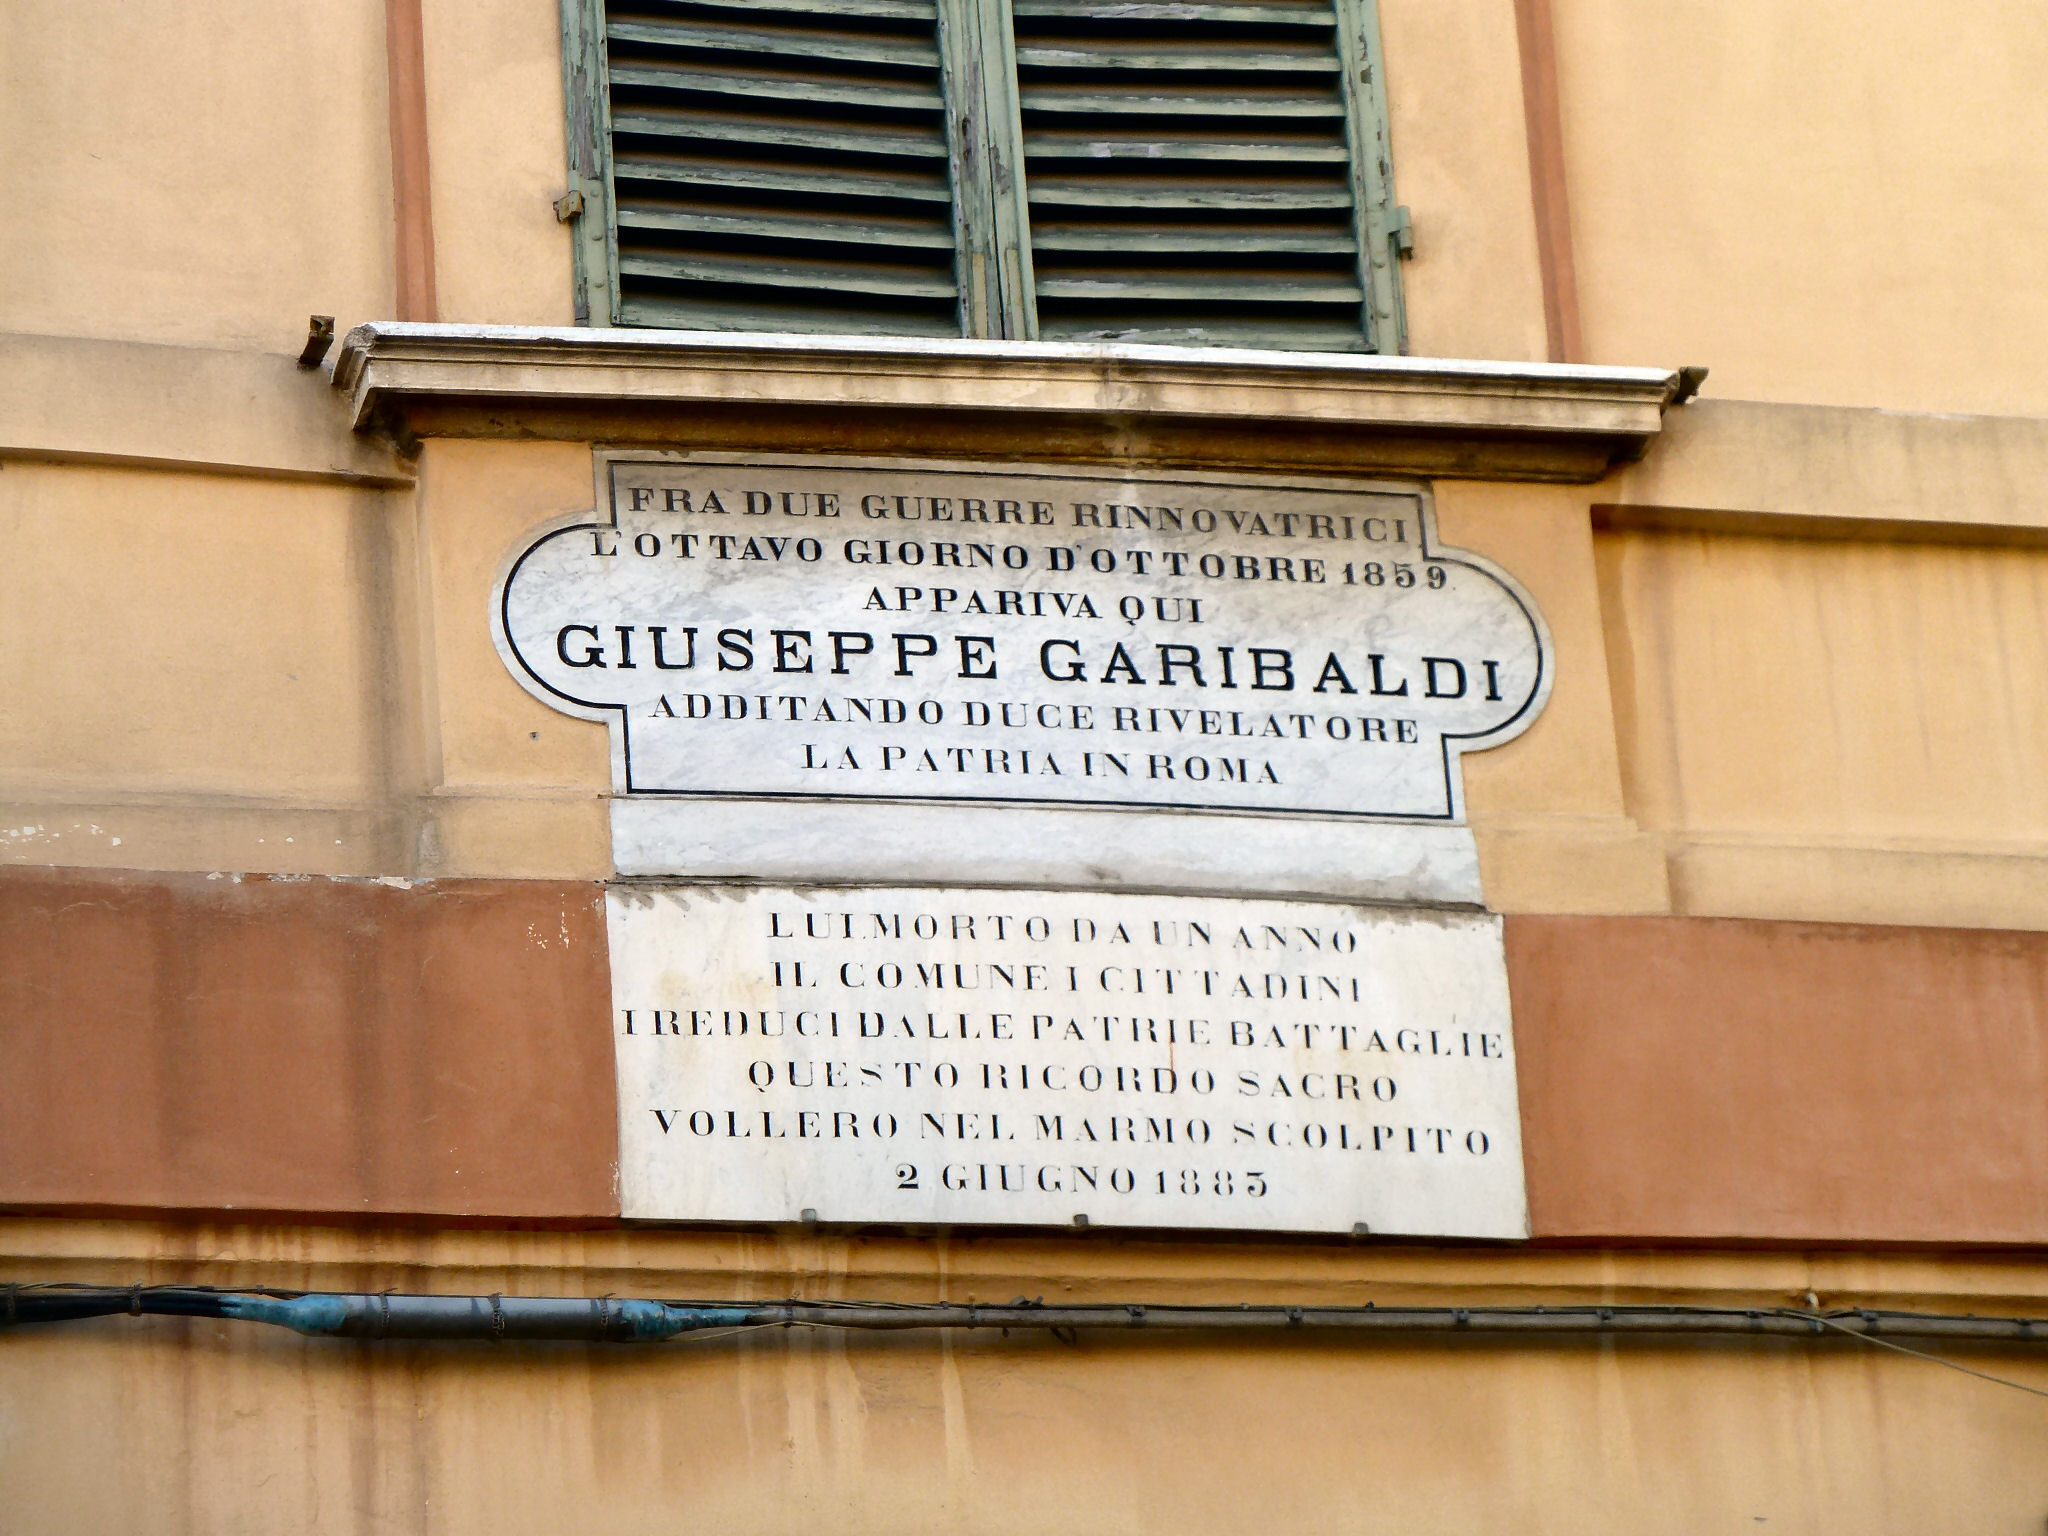 FRA DUE GUERRE RINNOVATRICI
L'OTTAVO GIORNO D'OTTOBRE 1859
APPARIVA QUI
GIUSEPPE GARIBALDI
ADDITANDO DUCE RIVELATORE
LA PATRIA IN ROMA
LUI MORTO DA UN ANNO
IL COMUNE I CITTADINI
I REDUCI DALLE PATRIE BATTAGLIE
QUESTO RICORDO SACRO
VOLLERO NEL MARMO SCOLPITO
2 GIUGNO 1883